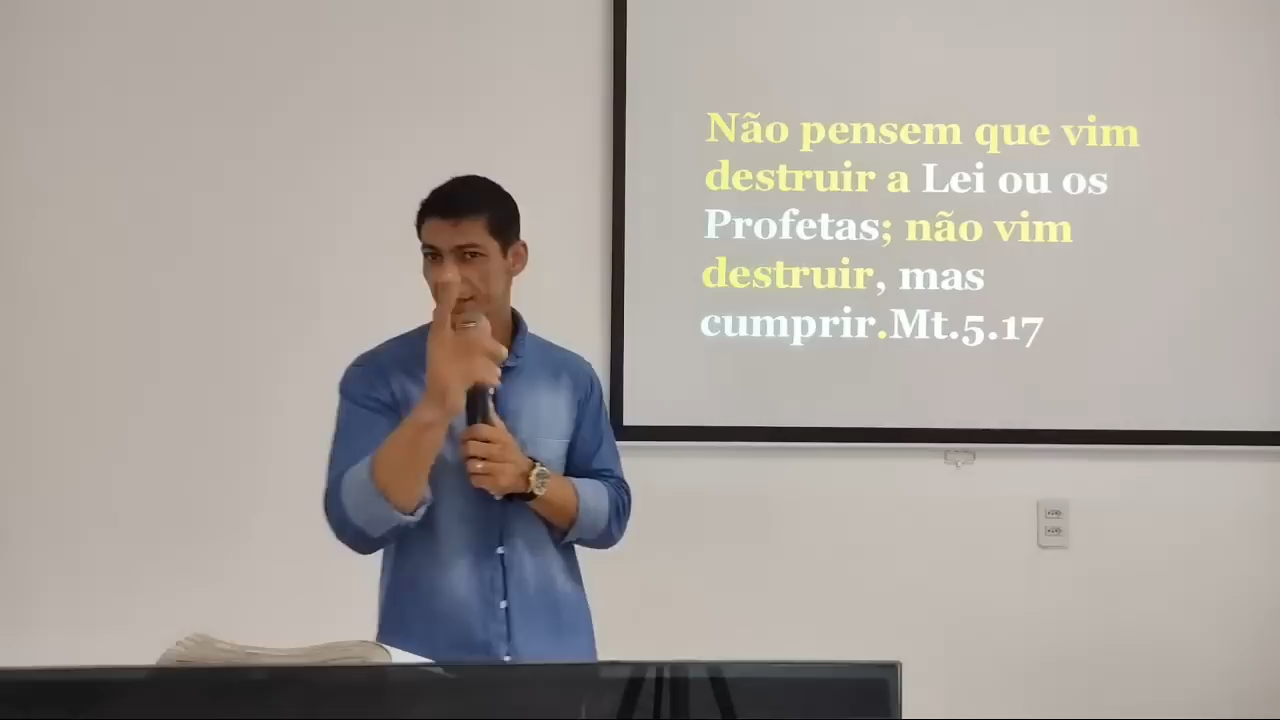 Não pensem que vim
destruir a Lei ou os
Profetas; não vim
destruir, mas
cumprir.Mt.5.17